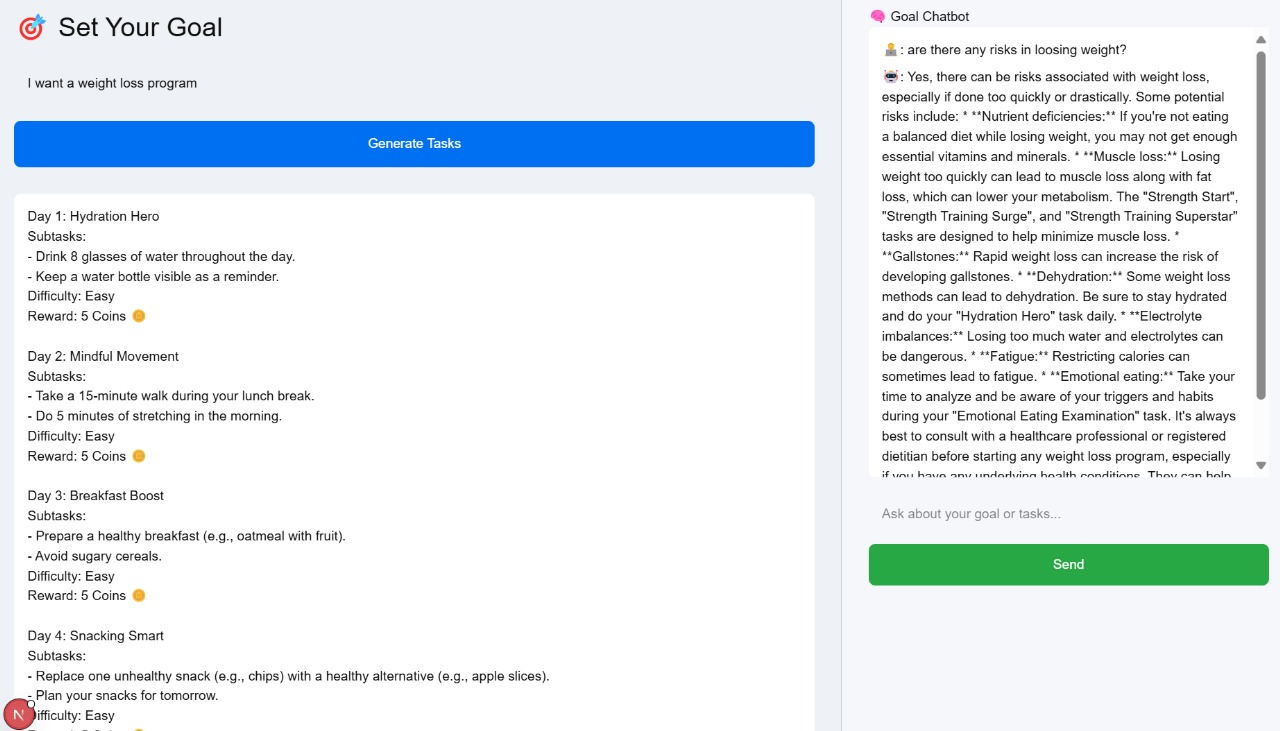 Set Your Goal
I want a weight loss program
Generate Tasks
Day 1: Hydration Hero
Subtasks:
- Drink 8 glasses of water throughout the day.
- Keep a water bottle visible as a reminder.
Difficulty: Easy
Reward: 5 Coins
Day 2: Mindful Movement
Subtasks:
- Take a 15-minute walk during your lunch break.
- Do 5 minutes of stretching in the morning.
Difficulty: Easy
Reward: 5 Coins
Day 3: Breakfast Boost
Subtasks:
- Prepare a healthy breakfast (e.g., oatmeal with fruit).
- Avoid sugary cereals.
Difficulty: Easy
Reward: 5 Coins
Day 4: Snacking Smart
Subtasks:
- Replace one unhealthy snack (e.g., chips) with a healthy alternative (e.g., apple slices).
- Plan your snacks for tomorrow.
Difficulty: Easy
N
Goal Chatbot
: are there any risks in loosing weight?
: Yes, there can be risks associated with weight loss,
especially if done too quickly or drastically. Some potential
risks include: * **Nutrient deficiencies:** If you're not eating
a balanced diet while losing weight, you may not get enough
essential vitamins and minerals. * **Muscle loss:** Losing
weight too quickly can lead to muscle loss along with fat
loss, which can lower your metabolism. The "Strength Start",
"Strength Training Surge", and "Strength Training Superstar"
tasks are designed to help minimize muscle loss. *
**Gallstones:** Rapid weight loss can increase the risk of
developing gallstones. * **Dehydration:** Some weight loss
methods can lead to dehydration. Be sure to stay hydrated
and do your "Hydration Hero" task daily. * **Electrolyte
imbalances:** Losing too much water and electrolytes can
be dangerous. * **Fatigue:** Restricting calories can
sometimes lead to fatigue. * **Emotional eating:** Take your
time to analyze and be aware of your triggers and habits
during your "Emotional Eating Examination" task. It's always
best to consult with a healthcare professional or registered
dietitian before starting any weight loss program, especially
if you have any underlying health conditions. They can help
Ask about your goal or tasks...
Send